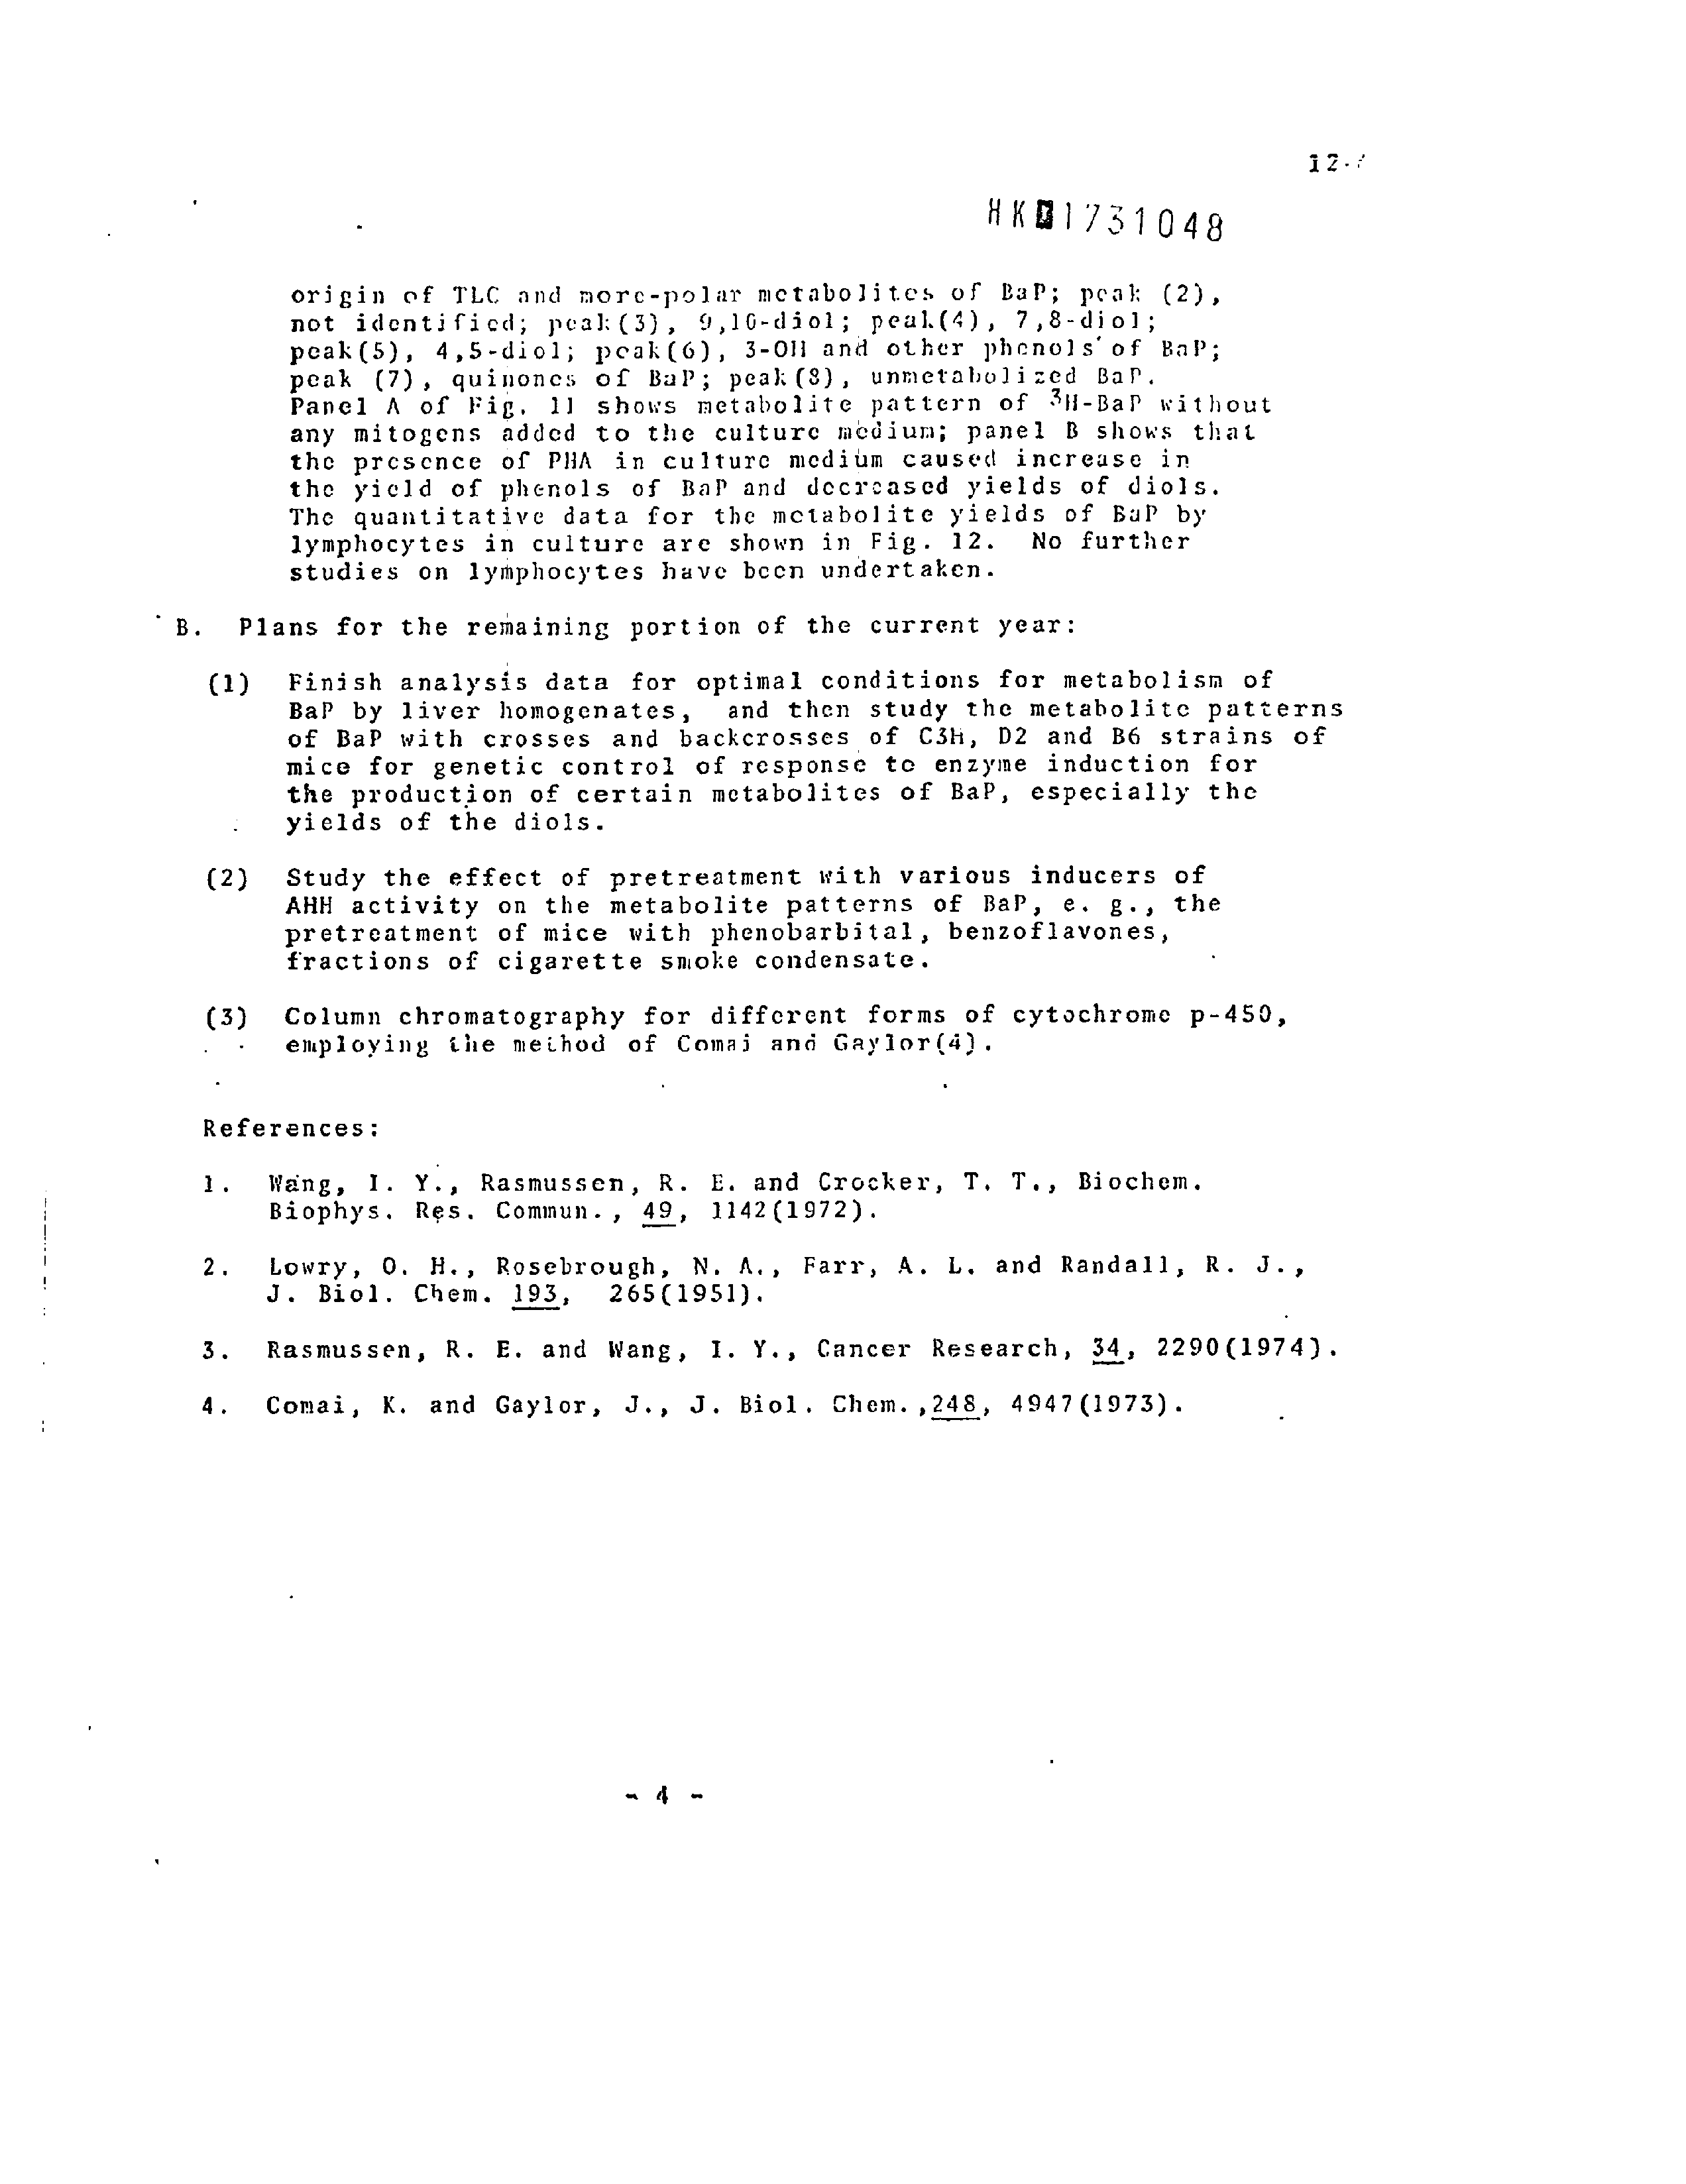 12-
HK01731048
origin of TLC and more-polar metabolites of BaP; peak (2),
not identified; peak(3), 9,10-diol; peak(4), 7,8-diol;
peak(5), 4,5-diol; peak(6), 3-OH and other phenols of BaP;
peak (7), quinones of BaP; peak(8), unmetabolized BaP.
Panel A of Fig. 11 shows metabolite pattern of ³H-BaP without
any mitogens added to the culture medium; panel B shows that
the presence of PHA in culture medium caused increase in
the yield of phenols of BaP and decreased yields of diols.
The quantitative data for the metabolite yields of BaP by
lymphocytes in culture are shown in Fig. 12. No further
studies on lymphocytes have been undertaken.
B. Plans for the remaining portion of the current year:
(1) Finish analysis data for optimal conditions for metabolism of
BaP by liver homogenates, and then study the metabolite patterns
of BaP with crosses and backcrosses of C3H, D2 and B6 strains of
mice for genetic control of response to enzyme induction for
the production of certain metabolites of BaP, especially the
yields of the diols.
(2) Study the effect of pretreatment with various inducers of
AHH activity on the metabolite patterns of BaP, e. g., the
pretreatment of mice with phenobarbital, benzoflavones,
fractions of cigarette smoke condensate.
(3) Column chromatography for different forms of cytochrome p-450,
employing the method of Comai and Gaylor(4).
References:
1. Wang, I. Y., Rasmussen, R. E. and Crocker, T. T., Biochem.
Biophys. Res. Commun., 49, 1142(1972).
2. Lowry, O. H., Rosebrough, N. A., Farr, A. L. and Randall, R. J.,
J. Biol. Chem. 193, 265(1951).
3. Rasmussen, R. E. and Wang, I. Y., Cancer Research, 34, 2290(1974).
4. Comai, K. and Gaylor, J., J. Biol. Chem.,248, 4947(1973).
- 4 -